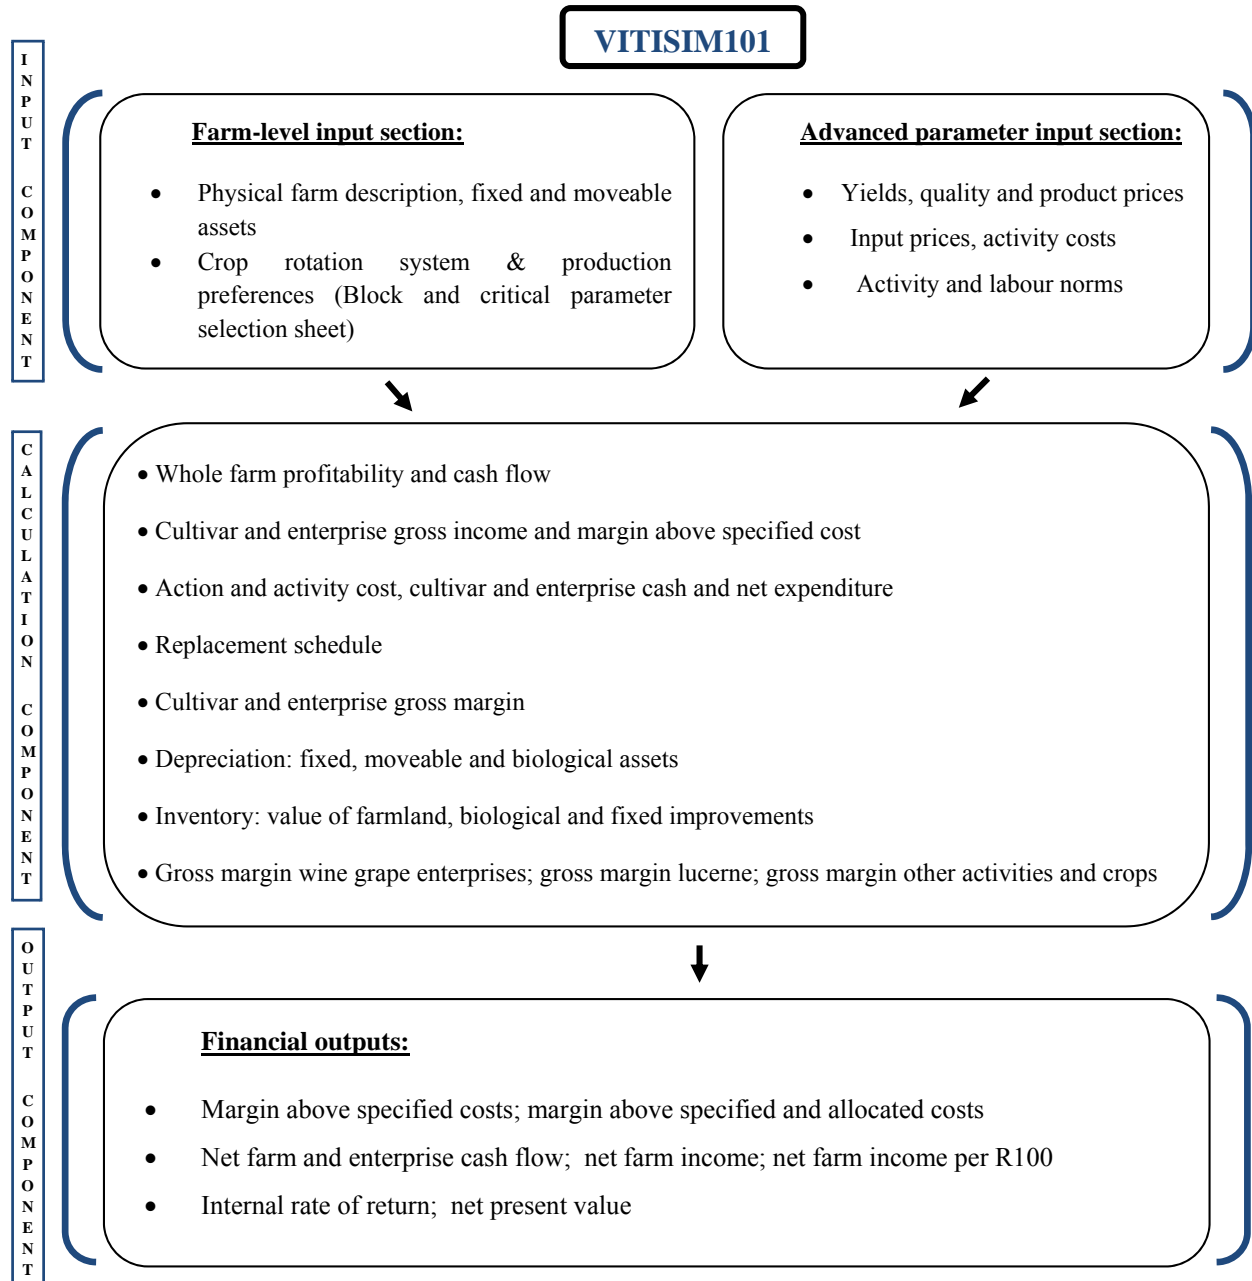 VITISIM101
INPUT COMPONENT
Farm-level input section:
• Physical farm description, fixed and moveable
assets
• Crop rotation system & production
preferences (Block and critical parameter
selection sheet)
Advanced parameter input section:
• Yields, quality and product prices
• Input prices, activity costs
• Activity and labour norms
CALCULATION COMPONENT
• Whole farm profitability and cash flow
• Cultivar and enterprise gross income and margin above specified cost
• Action and activity cost, cultivar and enterprise cash and net expenditure
• Replacement schedule
• Cultivar and enterprise gross margin
• Depreciation: fixed, moveable and biological assets
• Inventory: value of farmland, biological and fixed improvements
• Gross margin wine grape enterprises; gross margin lucerne; gross margin other activities and crops
OUTPUT COMPONENT
Financial outputs:
• Margin above specified costs; margin above specified and allocated costs
• Net farm and enterprise cash flow; net farm income; net farm income per R100
• Internal rate of return; net present value